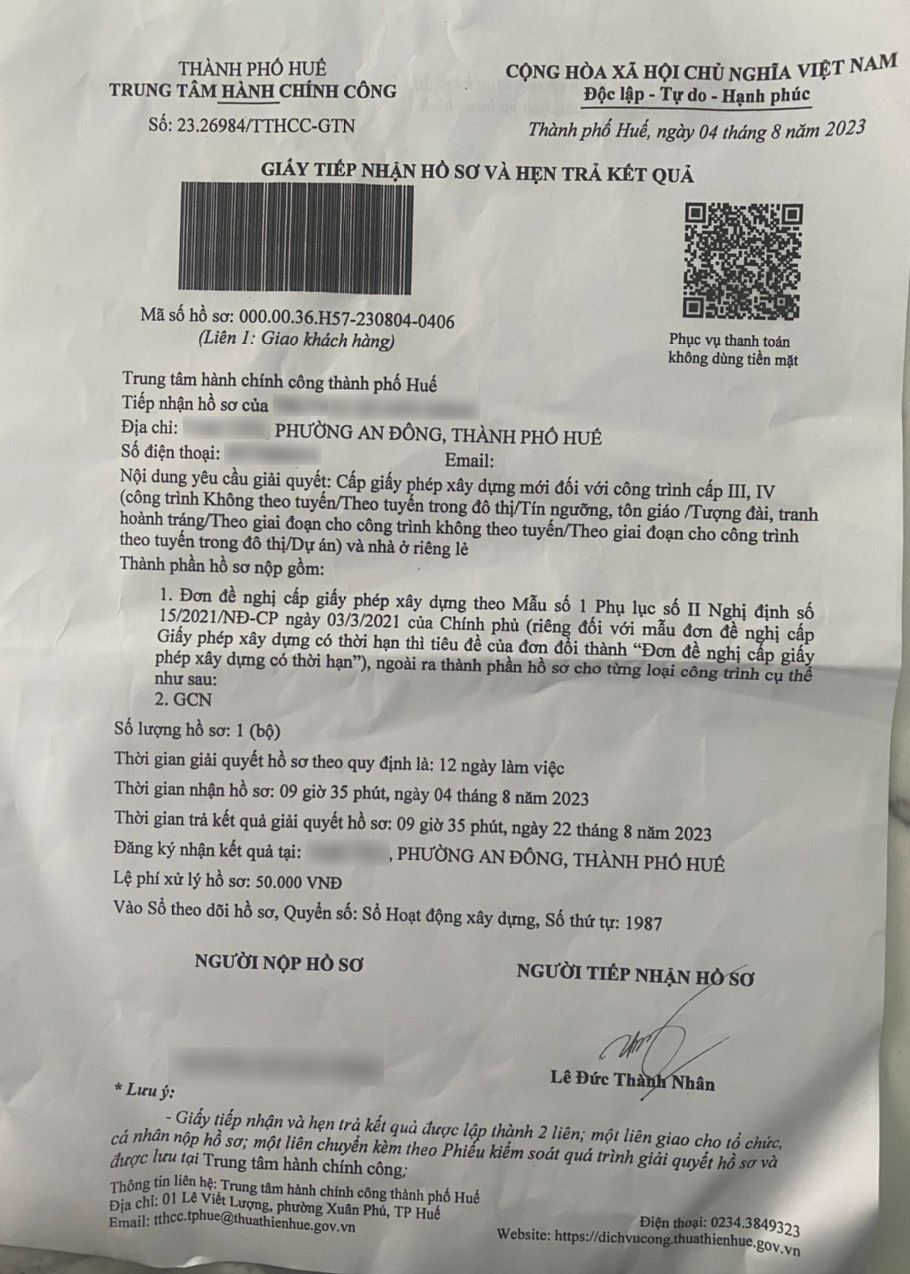 THÀNH PHỐ HUẾ
TRUNG TÂM HÀNH CHÍNH CÔNG
Số: 23.26984/TTHCC-GTN
CỘNG HÒA XÃ HỘI CHỦ NGHĨA VIỆT NAM
Độc lập - Tự do - Hạnh phúc
Thành phố Huế, ngày 04 tháng 8 năm 2023
GIẤY TIẾP NHẬN HỒ SƠ VÀ HẸN TRẢ KẾT QUẢ
Mã số hồ sơ: 000.00.36.H57-230804-0406
(Liên 1: Giao khách hàng)
Phục vụ thanh toán
không dùng tiền mặt
Trung tâm hành chính công thành phố Huế
Tiếp nhận hồ sơ của
Địa chỉ: PHƯỜNG AN ĐÔNG, THÀNH PHỐ HUẾ
Số điện thoại: Email:
Nội dung yêu cầu giải quyết: Cấp giấy phép xây dựng mới đối với công trình cấp III, IV
(công trình Không theo tuyến/Theo tuyến trong đô thị/Tín ngưỡng, tôn giáo /Tượng đài, tranh
hoành tráng/Theo giai đoạn cho công trình không theo tuyến/Theo giai đoạn cho công trình
theo tuyến trong đô thị/Dự án) và nhà ở riêng lẻ
Thành phần hồ sơ nộp gồm:
1. Đơn đề nghị cấp giấy phép xây dựng theo Mẫu số 1 Phụ lục số II Nghị định số
15/2021/NĐ-CP ngày 03/3/2021 của Chính phủ (riêng đối với mẫu đơn đề nghị cấp
Giấy phép xây dựng có thời hạn thì tiêu đề của đơn đổi thành “Đơn đề nghị cấp giấy
phép xây dựng có thời hạn”), ngoài ra thành phần hồ sơ cho từng loại công trình cụ thể
như sau:
2. GCN
Số lượng hồ sơ: 1 (bộ)
Thời gian giải quyết hồ sơ theo quy định là: 12 ngày làm việc
Thời gian nhận hồ sơ: 09 giờ 35 phút, ngày 04 tháng 8 năm 2023
Thời gian trả kết quả giải quyết hồ sơ: 09 giờ 35 phút, ngày 22 tháng 8 năm 2023
Đăng ký nhận kết quả tại: , PHƯỜNG AN ĐÔNG, THÀNH PHỐ HUẾ
Lệ phí xử lý hồ sơ: 50.000 VNĐ
Vào Sổ theo dõi hồ sơ, Quyển số: Sổ Hoạt động xây dựng, Số thứ tự: 1987
NGƯỜI NỘP HỒ SƠ
NGƯỜI TIẾP NHẬN HỒ SƠ
Lê Đức Thành Nhân
* Lưu ý:
- Giấy tiếp nhận và hẹn trả kết quả được lập thành 2 liên; một liên giao cho tổ chức,
cá nhân nộp hồ sơ; một liên chuyển kèm theo Phiếu kiểm soát quá trình giải quyết hồ sơ và
được lưu tại Trung tâm hành chính công;
Thông tin liên hệ: Trung tâm hành chính công thành phố Huế
Địa chỉ: 01 Lê Viết Lượng, phường Xuân Phú, TP Huế
Email: tthcc.tphue@thuathienhue.gov.vn
Điện thoại: 0234.3849323
Website: https://dichvucong.thuathienhue.gov.vn